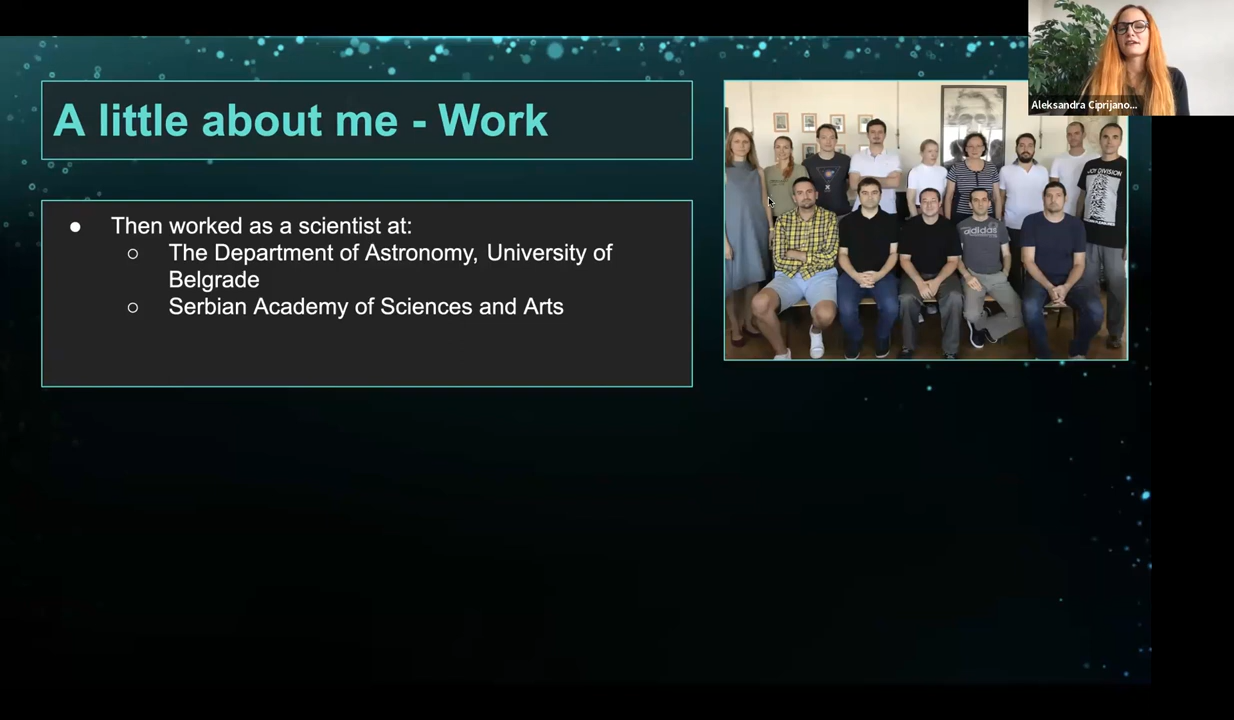 A little about me - Work
Aleksandra Ciprijano...
● Then worked as a scientist at:
○ The Department of Astronomy, University of
Belgrade
○ Serbian Academy of Sciences and Arts
JOY DIVISION
adidas